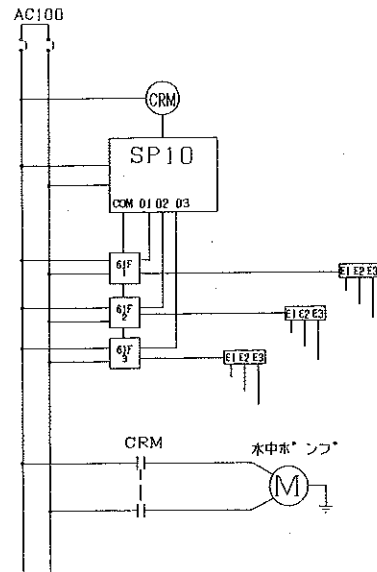 AC100
CRM
SP10
COM 01 02 03
61F
1
E1 E2 E3
61F
2
E1 E2 E3
61F
3
E1 E2 E3
CRM
水中ポンプ
M